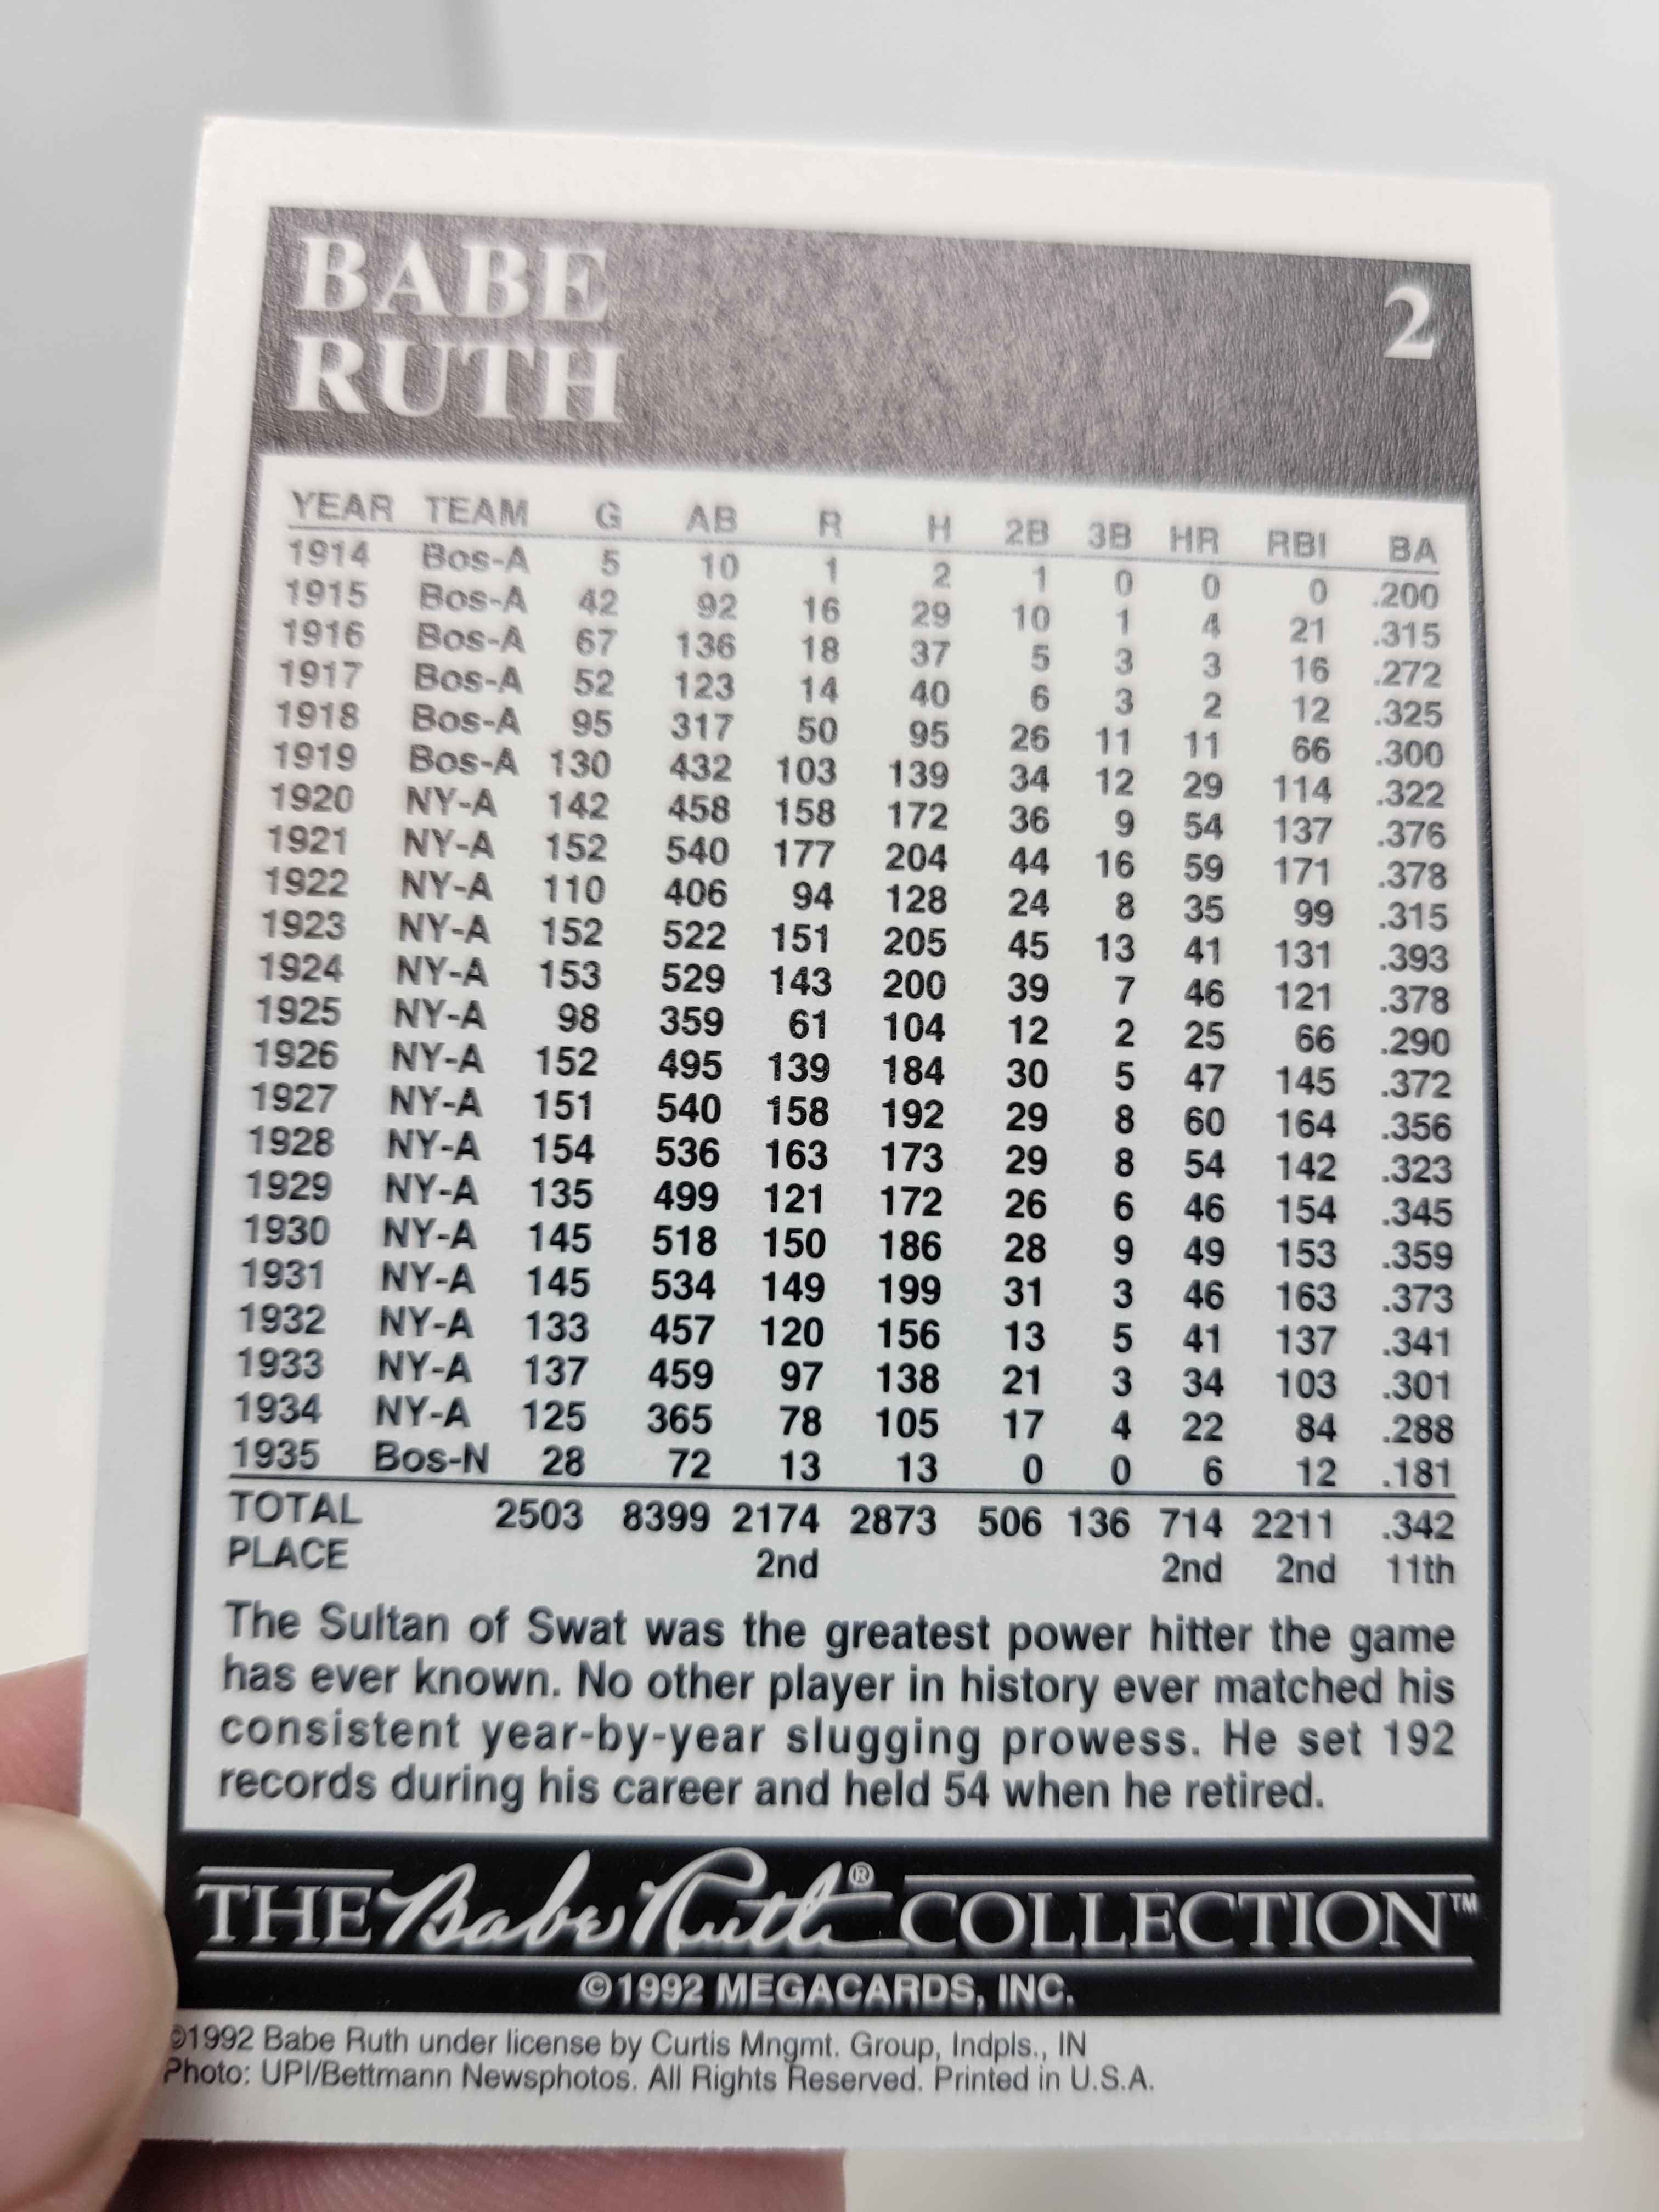 BABE
RUTH
2
YEAR TEAM G AB R H 2B 3B HR RBI BA
1914 Bos-A 5 10 1 2 1 0 0 0 .200
1915 Bos-A 42 92 16 29 10 1 4 21 .315
1916 Bos-A 67 136 18 37 5 3 3 16 .272
1917 Bos-A 52 123 14 40 6 3 2 12 .325
1918 Bos-A 95 317 50 95 26 11 11 66 .300
1919 Bos-A 130 432 103 139 34 12 29 114 .322
1920 NY-A 142 458 158 172 36 9 54 137 .376
1921 NY-A 152 540 177 204 44 16 59 171 .378
1922 NY-A 110 406 94 128 24 8 35 99 .315
1923 NY-A 152 522 151 205 45 13 41 131 .393
1924 NY-A 153 529 143 200 39 7 46 121 .378
1925 NY-A 98 359 61 104 12 2 25 66 .290
1926 NY-A 152 495 139 184 30 5 47 145 .372
1927 NY-A 151 540 158 192 29 8 60 164 .356
1928 NY-A 154 536 163 173 29 8 54 142 .323
1929 NY-A 135 499 121 172 26 6 46 154 .345
1930 NY-A 145 518 150 186 28 9 49 153 .359
1931 NY-A 145 534 149 199 31 3 46 163 .373
1932 NY-A 133 457 120 156 13 5 41 137 .341
1933 NY-A 137 459 97 138 21 3 34 103 .301
1934 NY-A 125 365 78 105 17 4 22 84 .288
1935 Bos-N 28 72 13 13 0 0 6 12 .181
TOTAL 2503 8399 2174 2873 506 136 714 2211 .342
PLACE 2nd 2nd 2nd 11th
The Sultan of Swat was the greatest power hitter the game
has ever known. No other player in history ever matched his
consistent year-by-year slugging prowess. He set 192
records during his career and held 54 when he retired.
THE Babe Ruth® COLLECTION™
©1992 MEGACARDS, INC.
©1992 Babe Ruth under license by Curtis Mngmt. Group, Indpls., IN
Photo: UPI/Bettmann Newsphotos. All Rights Reserved. Printed in U.S.A.